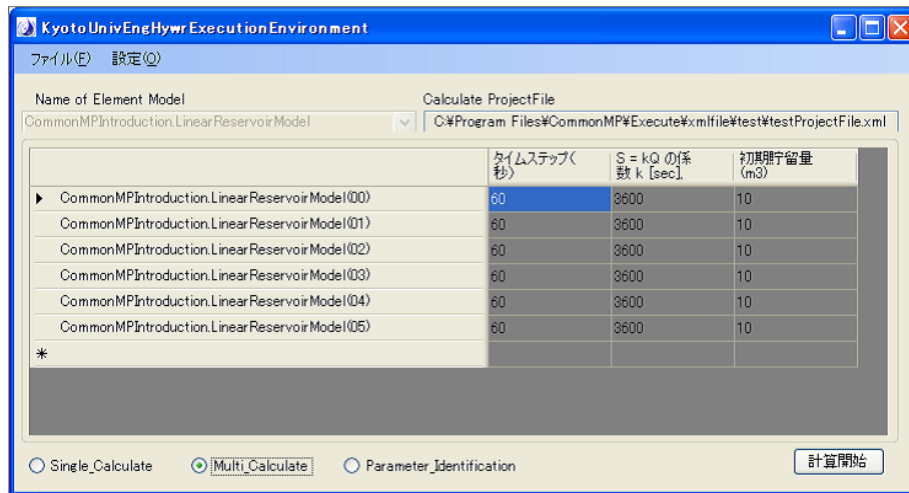 KyotoUnivEngHywrExecutionEnvironment
ファイル(F) 設定(O)
Name of Element Model Calculate ProjectFile
CommonMPIntroduction.LinearReservoirModel C:¥Program Files¥CommonMP¥Execute¥xmlfile¥test¥testProjectFile.xml
タイムステップ( S = kQ の係 初期貯留量
秒) 数 k [sec], (m3)
CommonMPIntroduction.LinearReservoirModel(00) 60 3600 10
CommonMPIntroduction.LinearReservoirModel(01) 60 3600 10
CommonMPIntroduction.LinearReservoirModel(02) 60 3600 10
CommonMPIntroduction.LinearReservoirModel(03) 60 3600 10
CommonMPIntroduction.LinearReservoirModel(04) 60 3600 10
CommonMPIntroduction.LinearReservoirModel(05) 60 3600 10
*
Single_Calculate Multi_Calculate Parameter_Identification 計算開始